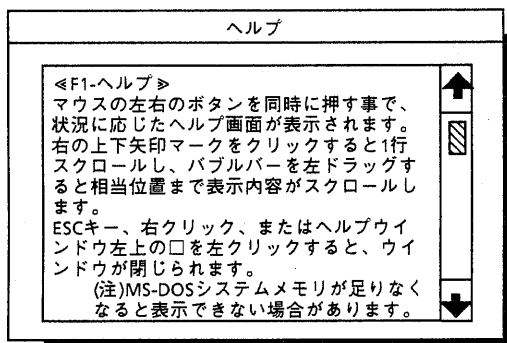 ヘルプ
≪F1-ヘルプ≫
マウスの左右のボタンを同時に押す事で、
状況に応じたヘルプ画面が表示されます。
右の上下矢印マークをクリックすると1行
スクロールし、バブルバーを左ドラッグす
ると相当位置まで表示内容がスクロールし
ます。
ESCキー、右クリック、またはヘルプウイ
ンドウ左上の□を左クリックすると、ウイ
ンドウが閉じられます。
(注)MS-DOSシステムメモリが足りなく
なると表示できない場合があります。